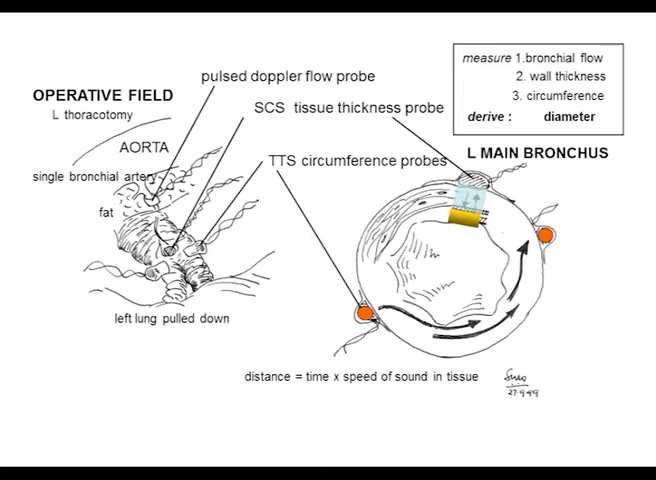 pulsed doppler flow probe
SCS tissue thickness probe
TTS circumference probes
OPERATIVE FIELD
L thoracotomy
AORTA
single bronchial artery
fat
left lung pulled down
measure 1.bronchial flow
2. wall thickness
3. circumference
derive : diameter
L MAIN BRONCHUS
distance = time x speed of sound in tissue